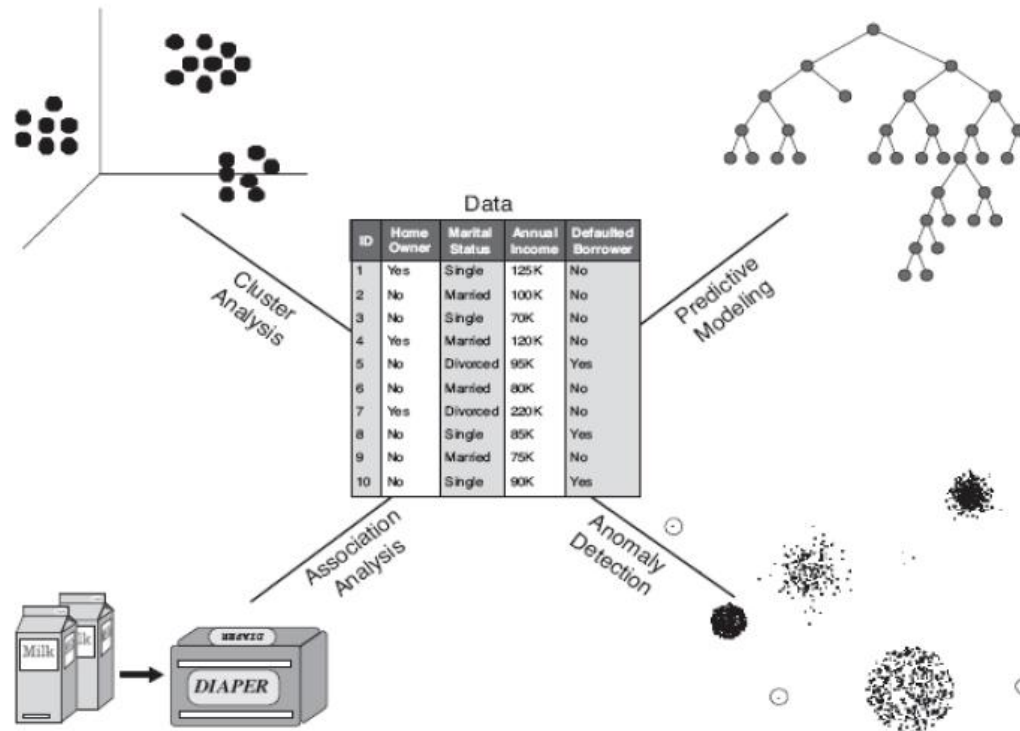 Data
ID Home Owner Marital Status Annual Income Defaulted Borrower
1 Yes Single 125K No
2 No Married 100K No
3 No Single 70K No
4 Yes Married 120K No
5 No Divorced 95K Yes
6 No Married 80K No
7 Yes Divorced 220K No
8 No Single 85K Yes
9 No Married 75K No
10 No Single 90K Yes
Cluster
Analysis
Predictive
Modeling
Association
Analysis
Anomaly
Detection
Milk
DIAPER
DIAPER